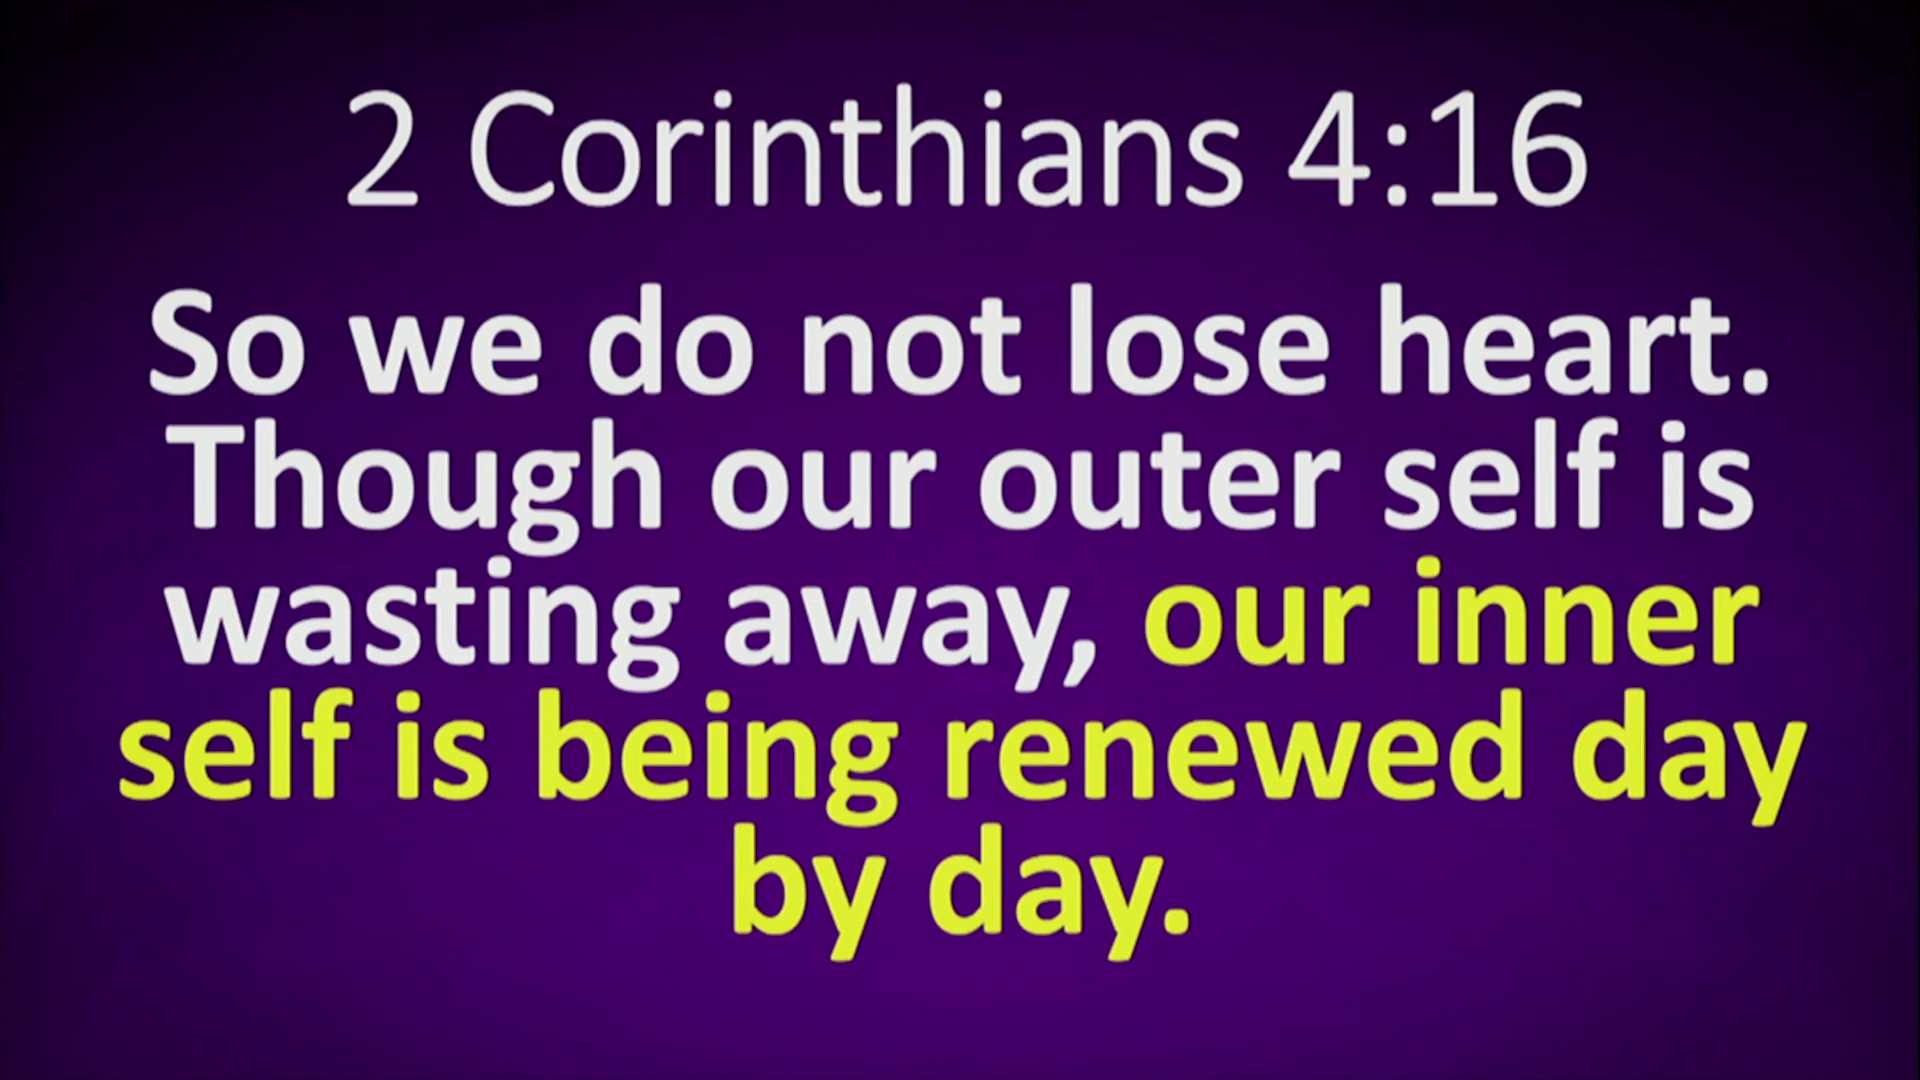 2 Corinthians 4:16
So we do not lose heart.
Though our outer self is
wasting away, our inner
self is being renewed day
by day.